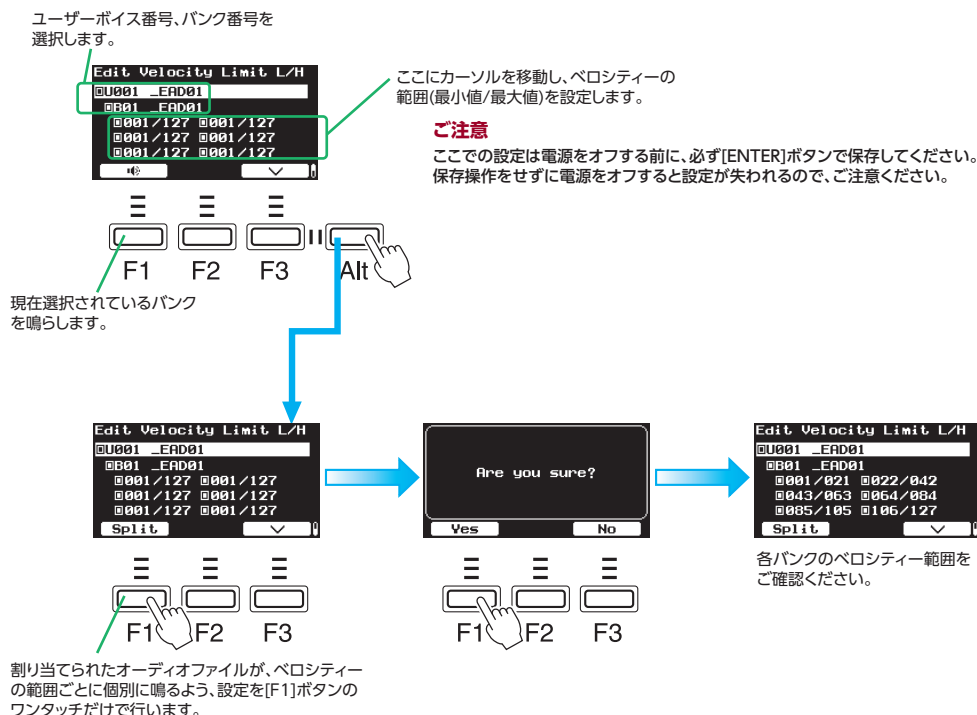 ユーザーボイス番号、バンク番号を
選択します。
Edit Velocity Limit L/H
U001 _EAD01
B01 _EAD01
001/127 001/127
001/127 001/127
001/127 001/127
ここにカーソルを移動し、ベロシティーの
範囲(最小値/最大値)を設定します。
ご注意
ここでの設定は電源をオフする前に、必ず[ENTER]ボタンで保存してください。
保存操作をせずに電源をオフすると設定が失われるので、ご注意ください。
F1 F2 F3 Alt
現在選択されているバンク
を鳴らします。
Edit Velocity Limit L/H
U001 _EAD01
B01 _EAD01
001/127 001/127
001/127 001/127
001/127 001/127
Split
F1 F2 F3
割り当てられたオーディオファイルが、ベロシティー
の範囲ごとに個別に鳴るよう、設定を[F1]ボタンの
ワンタッチだけで行います。
Are you sure?
Yes No
F1 F2 F3
Edit Velocity Limit L/H
U001 _EAD01
B01 _EAD01
001/021 022/042
043/063 064/084
085/105 106/127
Split
各バンクのベロシティー範囲を
ご確認ください。